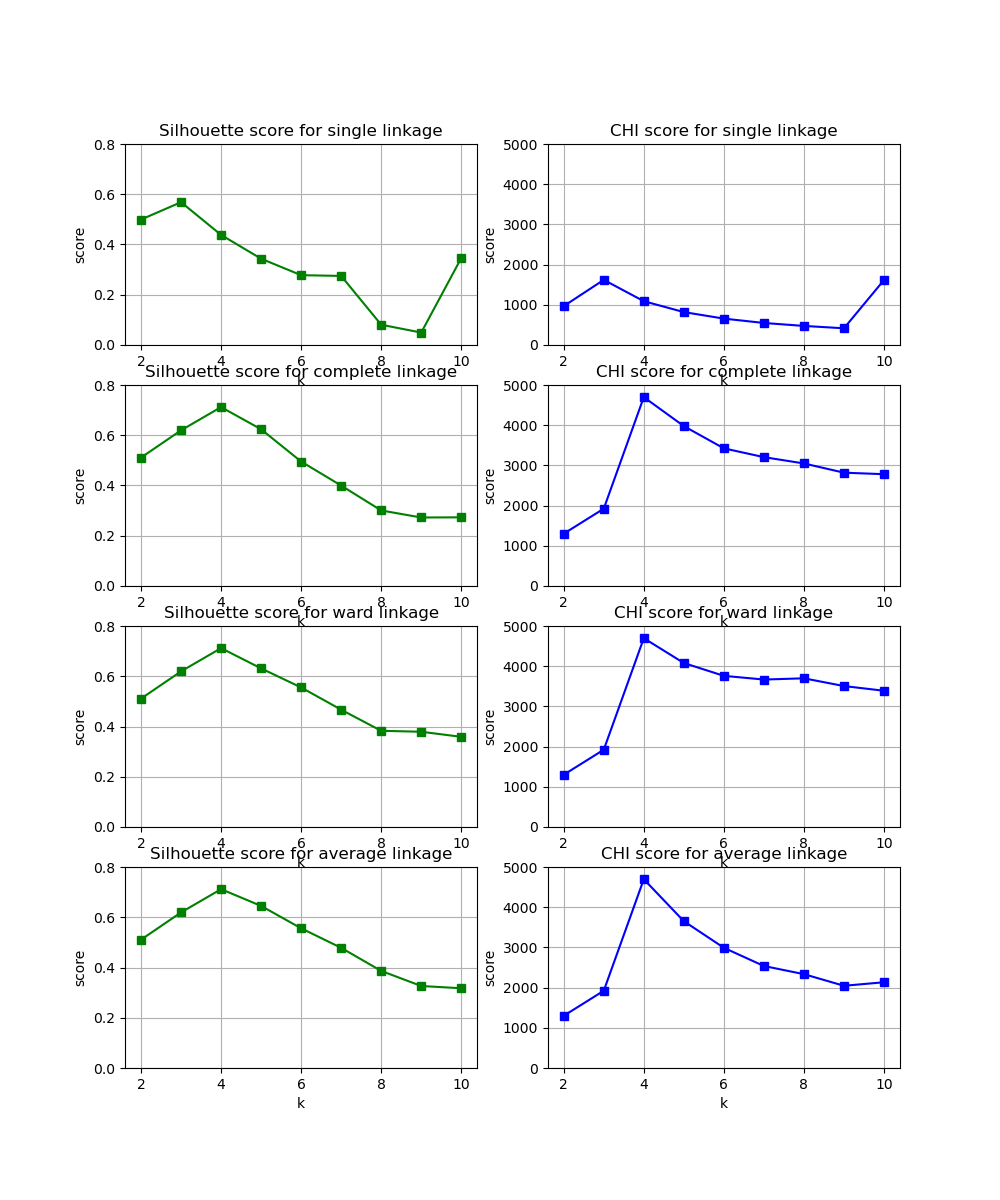 Silhouette score for single linkage
0.8
0.6
0.4
0.2
0.0
score
2 4 6 8 10
k
CHI score for single linkage
5000
4000
3000
2000
1000
0
score
2 4 6 8 10
k
Silhouette score for complete linkage
0.8
0.6
0.4
0.2
0.0
score
2 4 6 8 10
k
CHI score for complete linkage
5000
4000
3000
2000
1000
0
score
2 4 6 8 10
k
Silhouette score for ward linkage
0.8
0.6
0.4
0.2
0.0
score
2 4 6 8 10
k
CHI score for ward linkage
5000
4000
3000
2000
1000
0
score
2 4 6 8 10
k
Silhouette score for average linkage
0.8
0.6
0.4
0.2
0.0
score
2 4 6 8 10
k
CHI score for average linkage
5000
4000
3000
2000
1000
0
score
2 4 6 8 10
k